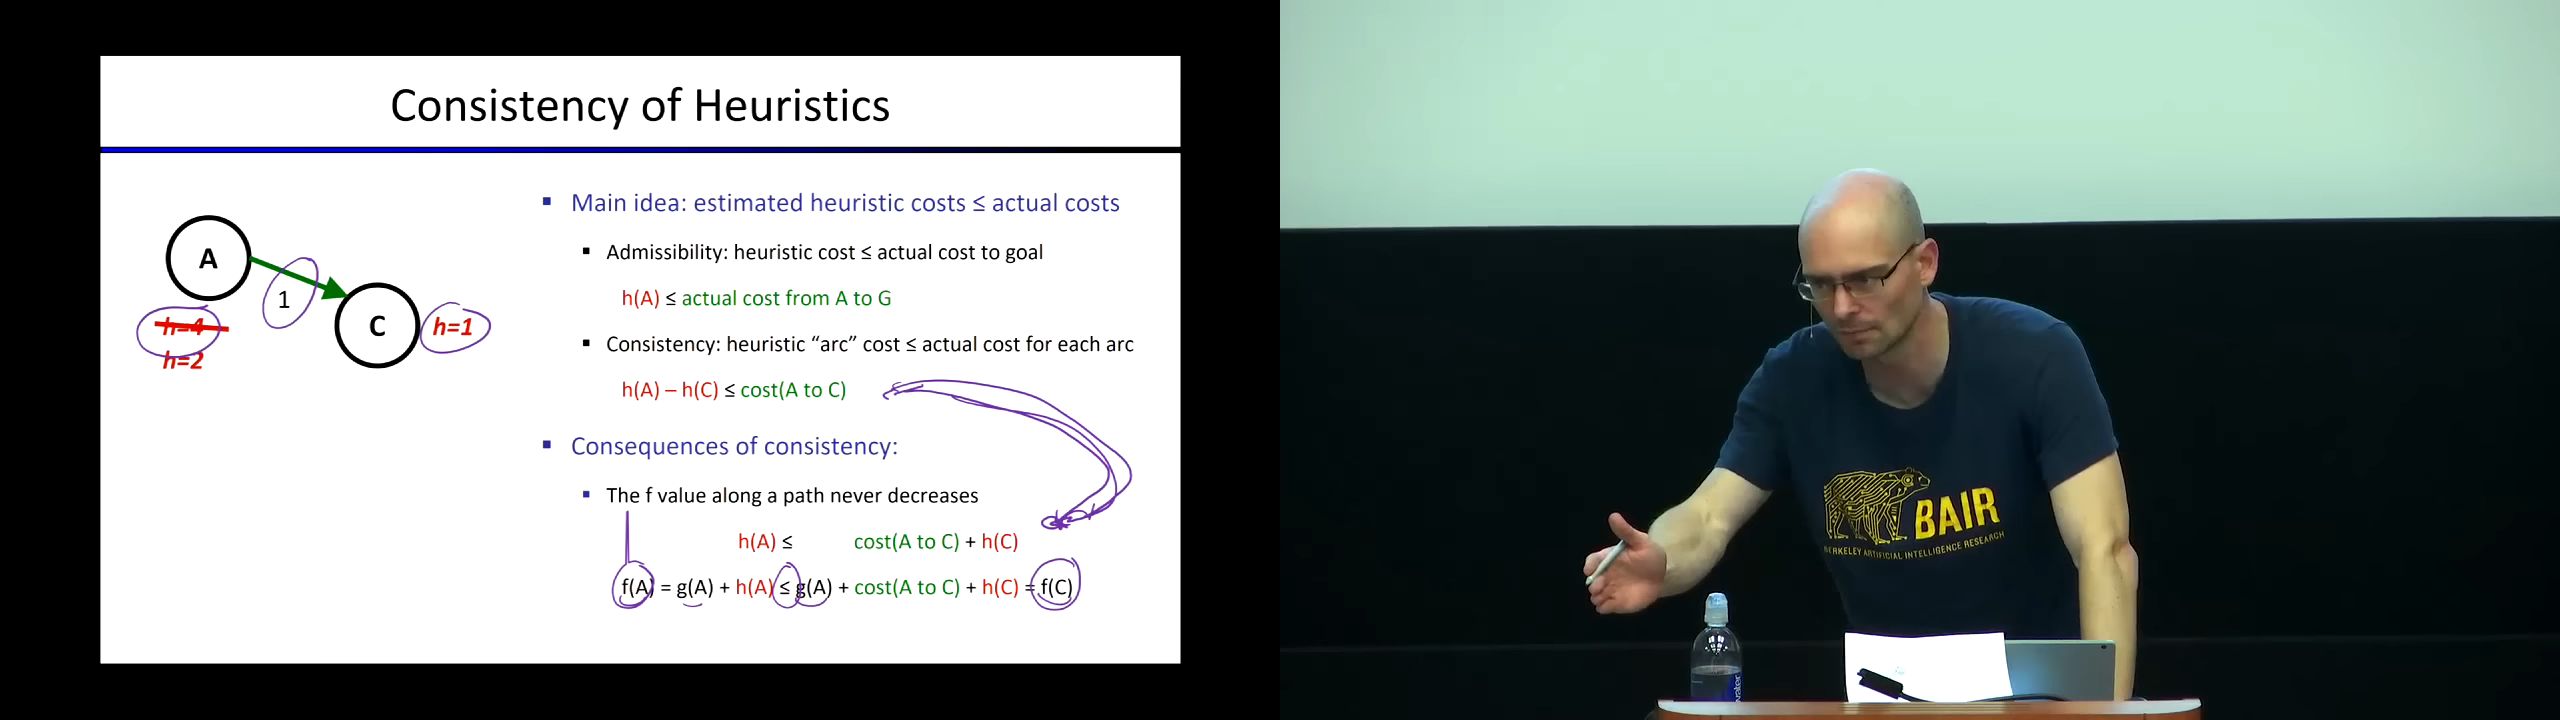 Consistency of Heuristics
A
1
C
h=1
h=4
h=2
▪ Main idea: estimated heuristic costs ≤ actual costs
▪ Admissibility: heuristic cost ≤ actual cost to goal
h(A) ≤ actual cost from A to G
▪ Consistency: heuristic “arc” cost ≤ actual cost for each arc
h(A) – h(C) ≤ cost(A to C)
▪ Consequences of consistency:
▪ The f value along a path never decreases
h(A) ≤ cost(A to C) + h(C)
f(A) = g(A) + h(A) ≤ g(A) + cost(A to C) + h(C) = f(C)
BAIR
BERKELEY ARTIFICIAL INTELLIGENCE RESEARCH
water